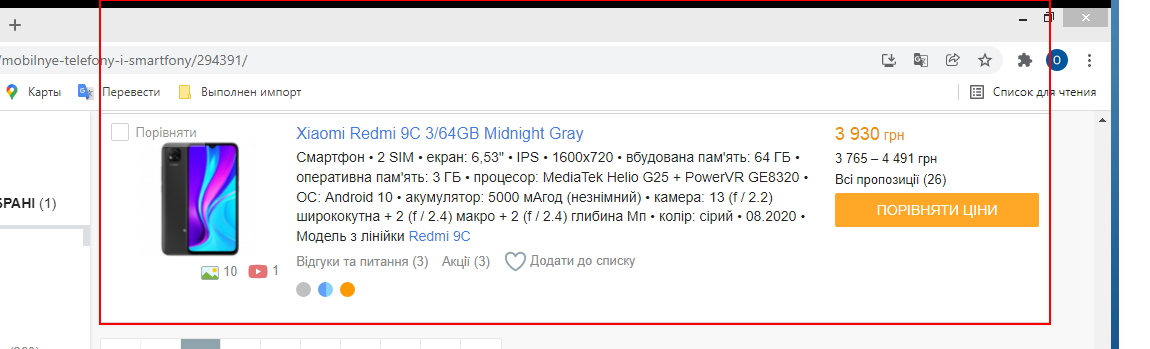 /mobilnye-telefony-i-smartfony/294391/
O
Карты Перевести Выполнен импорт Список для чтения
Порівняти
Xiaomi Redmi 9C 3/64GB Midnight Gray
Смартфон • 2 SIM • екран: 6,53" • IPS • 1600x720 • вбудована пам'ять: 64 ГБ •
оперативна пам'ять: 3 ГБ • процесор: MediaTek Helio G25 + PowerVR GE8320 •
ОС: Android 10 • акумулятор: 5000 мАгод (незнімний) • камера: 13 (f / 2.2)
ширококутна + 2 (f / 2.4) макро + 2 (f / 2.4) глибина Мп • колір: сірий • 08.2020 •
Модель з лінійки Redmi 9C
Відгуки та питання (3) Акції (3) Додати до списку
10 1
3 930 грн
3 765 – 4 491 грн
Всі пропозиції (26)
ПОРІВНЯТИ ЦІНИ
БРАНІ (1)